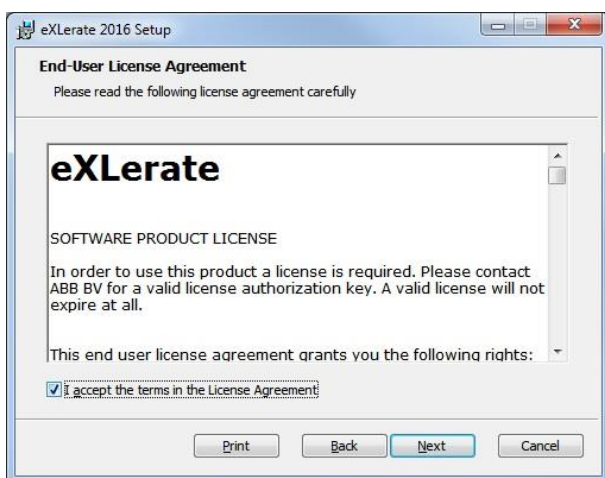 eXLerate 2016 Setup
End-User License Agreement
Please read the following license agreement carefully
eXLerate
SOFTWARE PRODUCT LICENSE
In order to use this product a license is required. Please contact
ABB BV for a valid license authorization key. A valid license will not
expire at all.
This end user license agreement grants you the following rights:
I accept the terms in the License Agreement
Print
Back
Next
Cancel